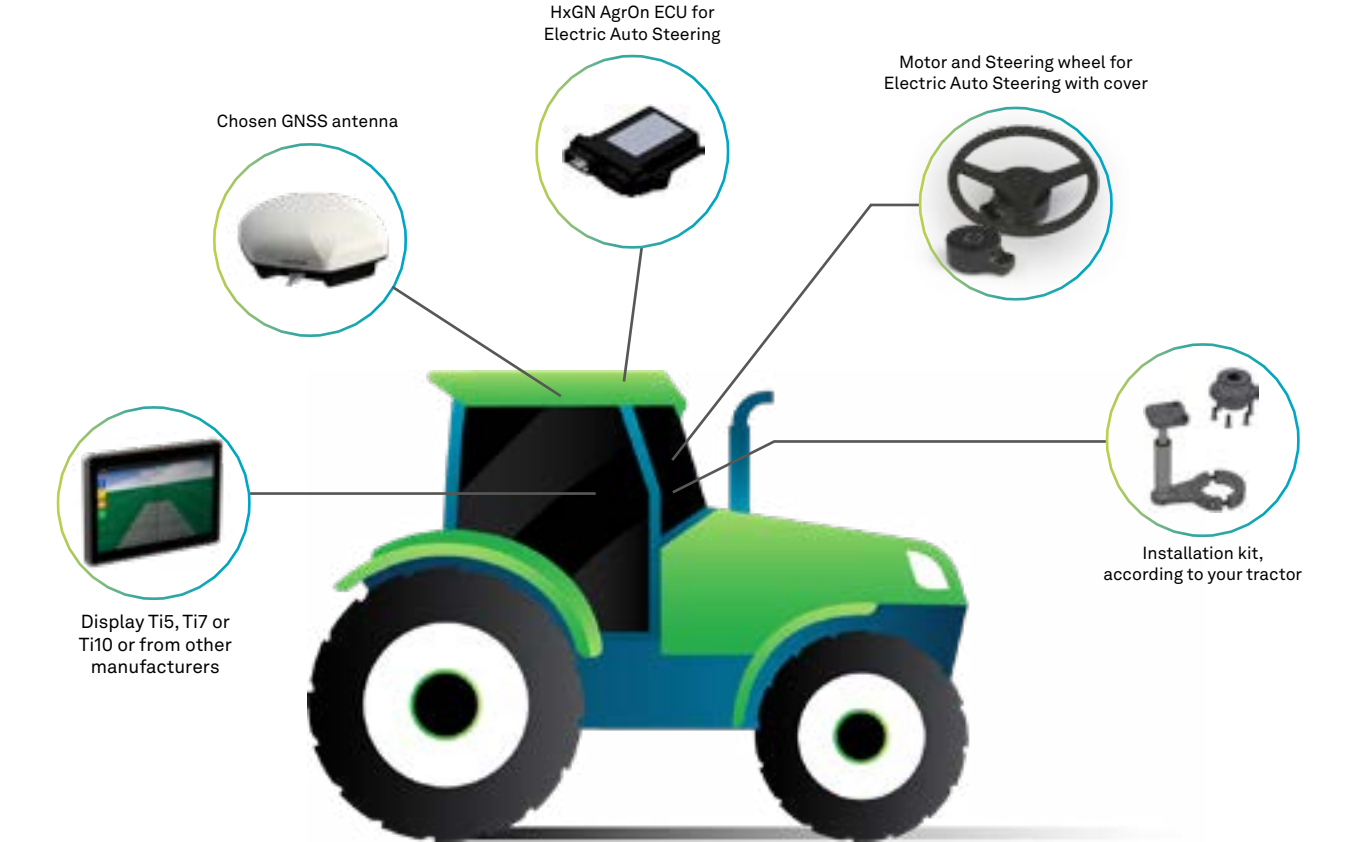 HxGN AgrOn ECU for
Electric Auto Steering
Motor and Steering wheel for
Electric Auto Steering with cover
Chosen GNSS antenna
Installation kit,
according to your tractor
Display Ti5, Ti7 or
Ti10 or from other
manufacturers